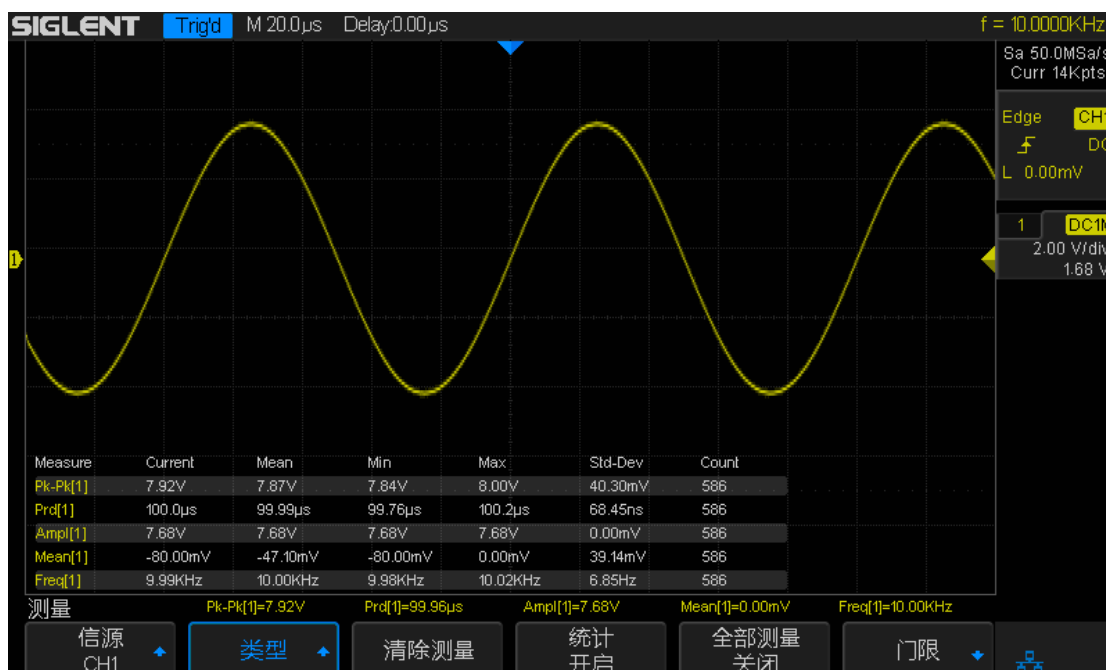 SIGLENT Trig'd M 20.0µs Delay:0.00µs f = 10.0000KHz
Sa 50.0MSa/s
Curr 14Kpts
Edge CH1
DC
L 0.00mV
1 DC1M
2.00 V/div
1.68 V
1
Measure Current Mean Min Max Std-Dev Count
Pk-Pk[1] 7.92V 7.87V 7.84V 8.00V 40.30mV 586
Prd[1] 100.0µs 99.99µs 99.76µs 100.2µs 68.45ns 586
Ampl[1] 7.68V 7.68V 7.68V 7.68V 0.00mV 586
Mean[1] -80.00mV -47.10mV -80.00mV 0.00mV 39.14mV 586
Freq[1] 9.99KHz 10.00KHz 9.98KHz 10.02KHz 6.85Hz 586
测量 Pk-Pk[1]=7.92V Prd[1]=99.96µs Ampl[1]=7.68V Mean[1]=0.00mV Freq[1]=10.00KHz
信源 CH1
类型
清除测量
统计 开启
全部测量 关闭
门限